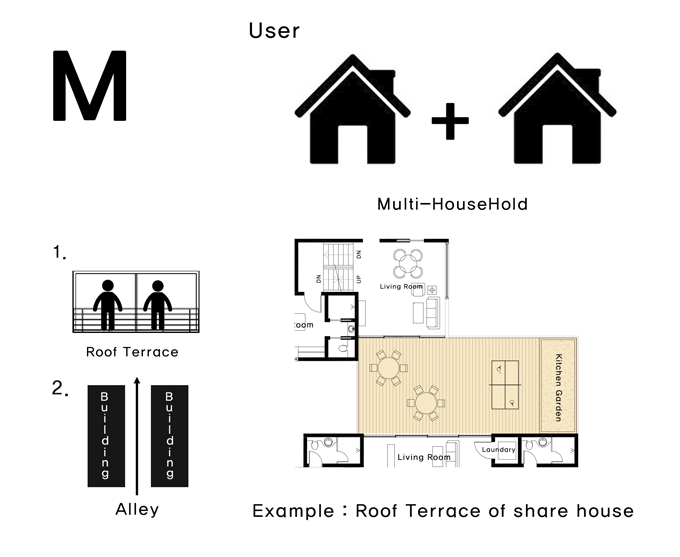 User
M
Multi-HouseHold
1.
Roof Terrace
2.
Building
Building
Alley
DN
UP
DN
Living Room
oom
Kitchen Garden
Living Room
Laundary
Example : Roof Terrace of share house